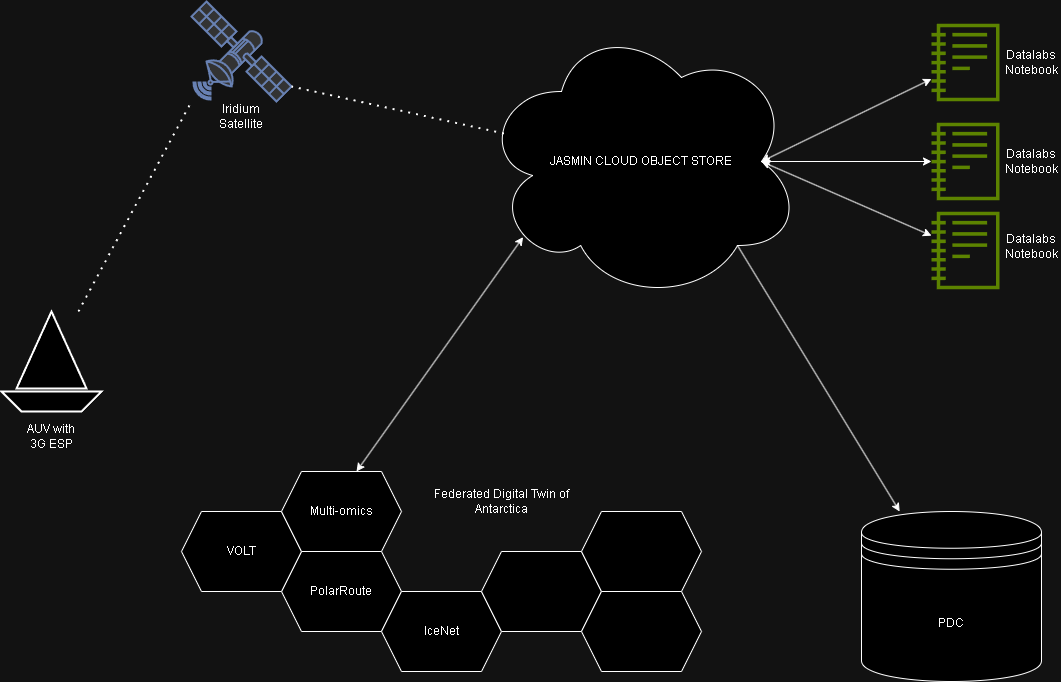 Iridium
Satellite
JASMIN CLOUD OBJECT STORE
Datalabs
Notebook
Datalabs
Notebook
Datalabs
Notebook
AUV with
3G ESP
Federated Digital Twin of
Antarctica
Multi-omics
VOLT
PolarRoute
IceNet
PDC